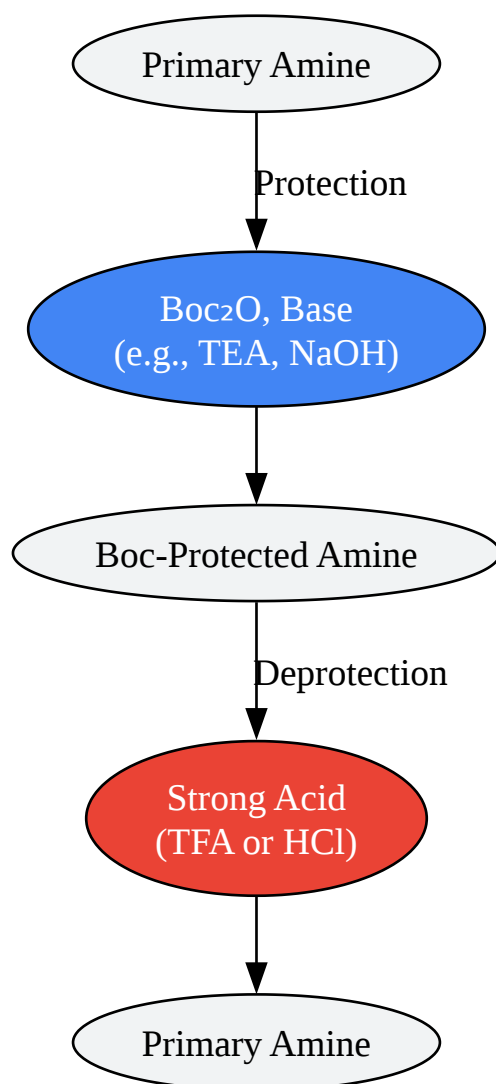 Primary Amine
Protection
Boc₂O, Base
(e.g., TEA, NaOH)
Boc-Protected Amine
Deprotection
Strong Acid
(TFA or HCl)
Primary Amine